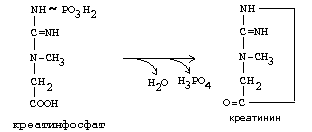 NH ~ PO3H2
C=NH
N-CH3
CH2
COOH
креатинфосфат
H2O
H3PO4
NH
C=NH
N-CH3
CH2
O=C
креатинин